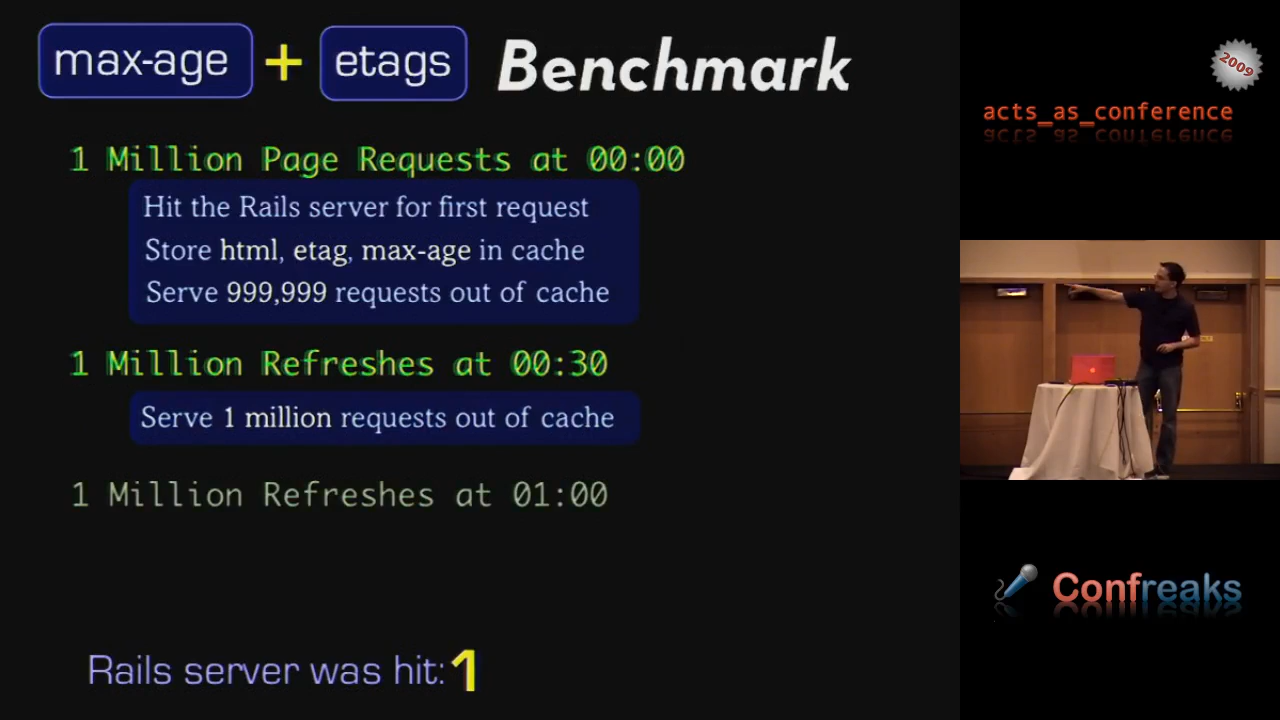 max-age + etags Benchmark
1 Million Page Requests at 00:00
Hit the Rails server for first request
Store html, etag, max-age in cache
Serve 999,999 requests out of cache
1 Million Refreshes at 00:30
Serve 1 million requests out of cache
1 Million Refreshes at 01:00
Rails server was hit: 1
2009
acts_as_conference
Confreaks